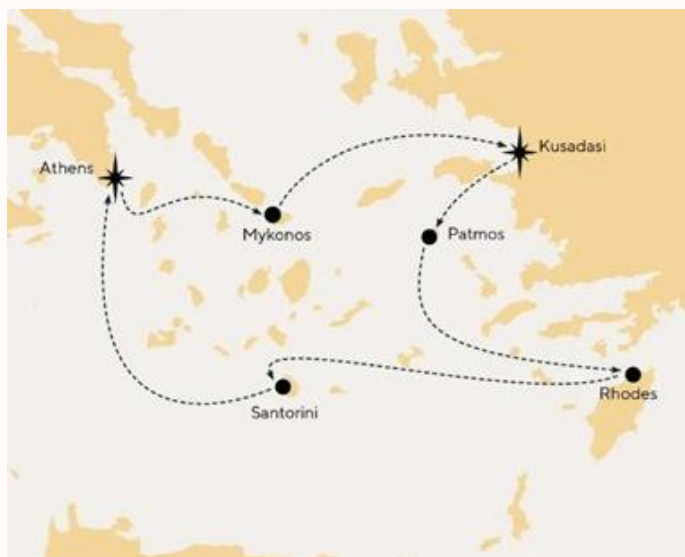 Kusadasi
Athens
Mykonos
Patmos
Rhodes
Santorini